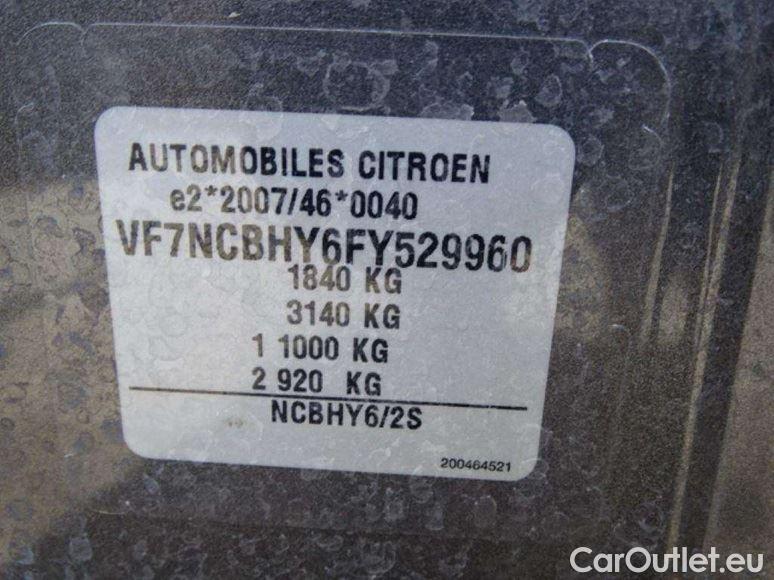 AUTOMOBILES CITROEN
e2*2007/46*0040
VF7NCBHY6FY529960
1840 KG
3140 KG
1 1000 KG
2 920 KG
NCBHY6/2S
200464521
CarOutlet.eu